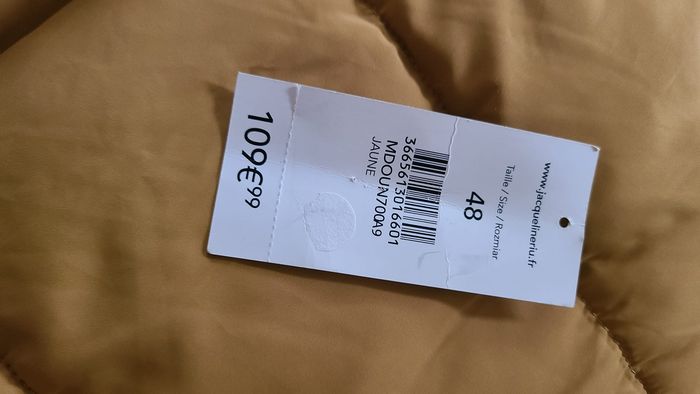 www.jacquelineriu.fr
Taille / Size / Rozmiar
48
3665613016601
MDOUN700A9
JAUNE
109€99